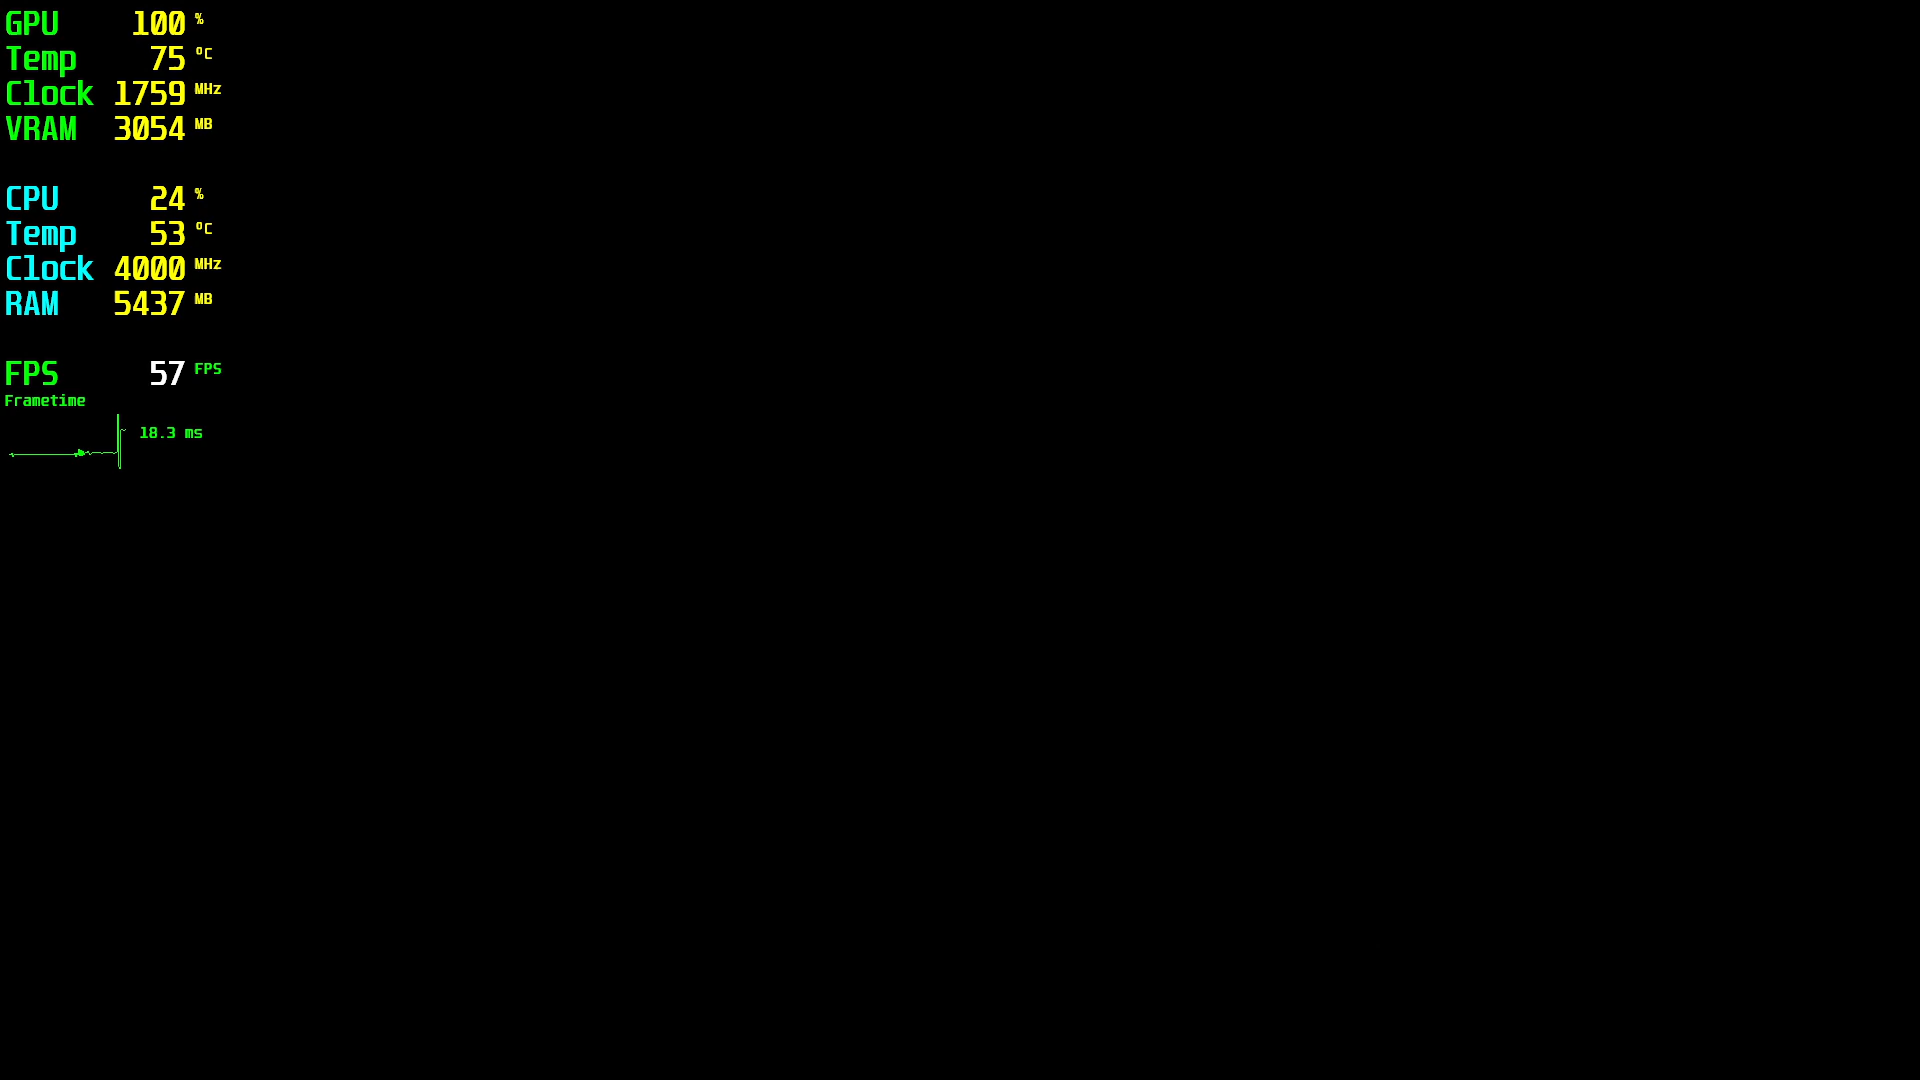 GPU 100 %
Temp 75 °C
Clock 1759 MHz
VRAM 3054 MB
CPU 24 %
Temp 53 °C
Clock 4000 MHz
RAM 5437 MB
FPS 57 FPS
Frametime
18.3 ms